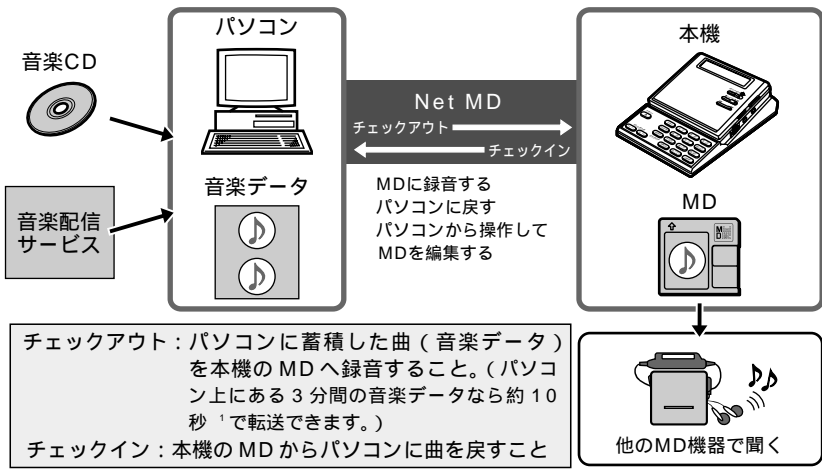 パソコン
音楽CD
音楽配信
サービス
音楽データ
Net MD
チェックアウト
チェックイン
MDに録音する
パソコンに戻す
パソコンから操作して
MDを編集する
本機
MD
他のMD機器で聞く
チェックアウト：パソコンに蓄積した曲（音楽データ）
を本機の MD へ録音すること。（パソコ
ン上にある 3 分間の音楽データなら約 10
秒 1で転送できます。）
チェックイン：本機の MD からパソコンに曲を戻すこと